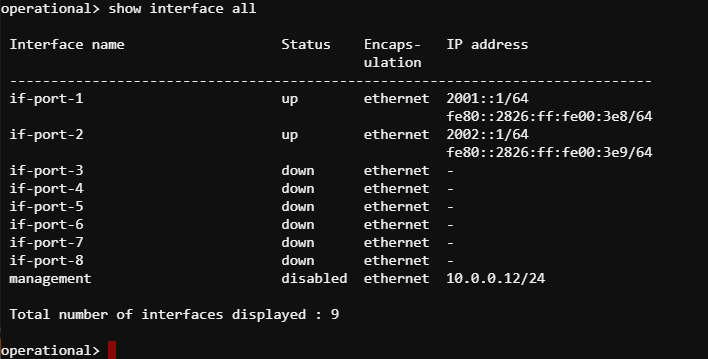 operational> show interface all
Interface name Status Encaps- IP address
ulation
--------------------------------------------------------------------------------
if-port-1 up ethernet 2001::1/64
fe80::2826:ff:fe00:3e8/64
if-port-2 up ethernet 2002::1/64
fe80::2826:ff:fe00:3e9/64
if-port-3 down ethernet -
if-port-4 down ethernet -
if-port-5 down ethernet -
if-port-6 down ethernet -
if-port-7 down ethernet -
if-port-8 down ethernet -
management disabled ethernet 10.0.0.12/24
Total number of interfaces displayed : 9
operational>